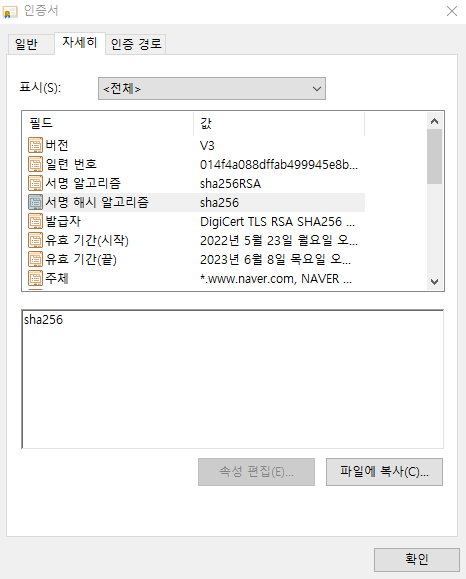 인증서
일반 자세히 인증 경로
표시(S): <전체>
필드 값
버전 V3
일련 번호 014f4a088dffab499945e8b...
서명 알고리즘 sha256RSA
서명 해시 알고리즘 sha256
발급자 DigiCert TLS RSA SHA256 ...
유효 기간(시작) 2022년 5월 23일 월요일 오...
유효 기간(끝) 2023년 6월 8일 목요일 오...
주체 *.www.naver.com, NAVER ...
sha256
속성 편집(E)... 파일에 복사(C)...
확인